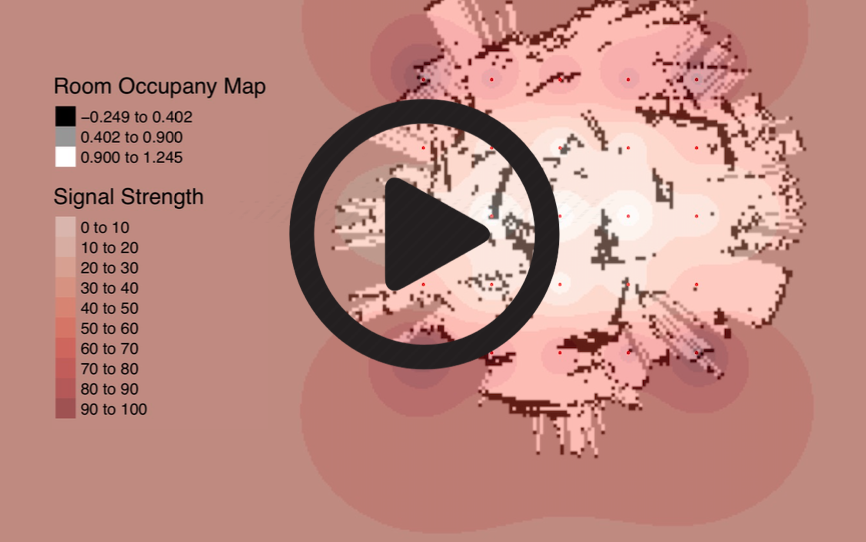 Room Occupany Map
−0.249 to 0.402
0.402 to 0.900
0.900 to 1.245
Signal Strength
0 to 10
10 to 20
20 to 30
30 to 40
40 to 50
50 to 60
60 to 70
70 to 80
80 to 90
90 to 100